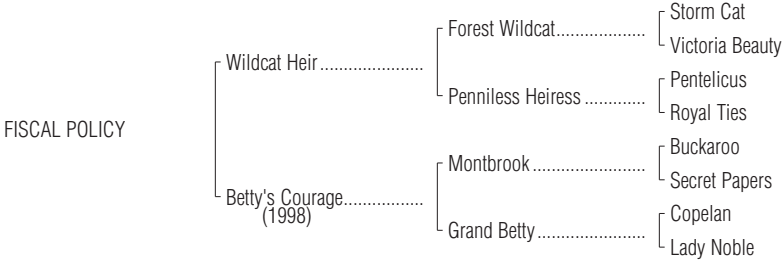 Storm Cat
Forest Wildcat....................
Victoria Beauty
Wildcat Heir ......................
Pentelicus
Penniless Heiress .............
Royal Ties
FISCAL POLICY
Buckaroo
Montbrook ........................
Secret Papers
Betty's Courage.................
(1998)
Copelan
Grand Betty .......................
Lady Noble